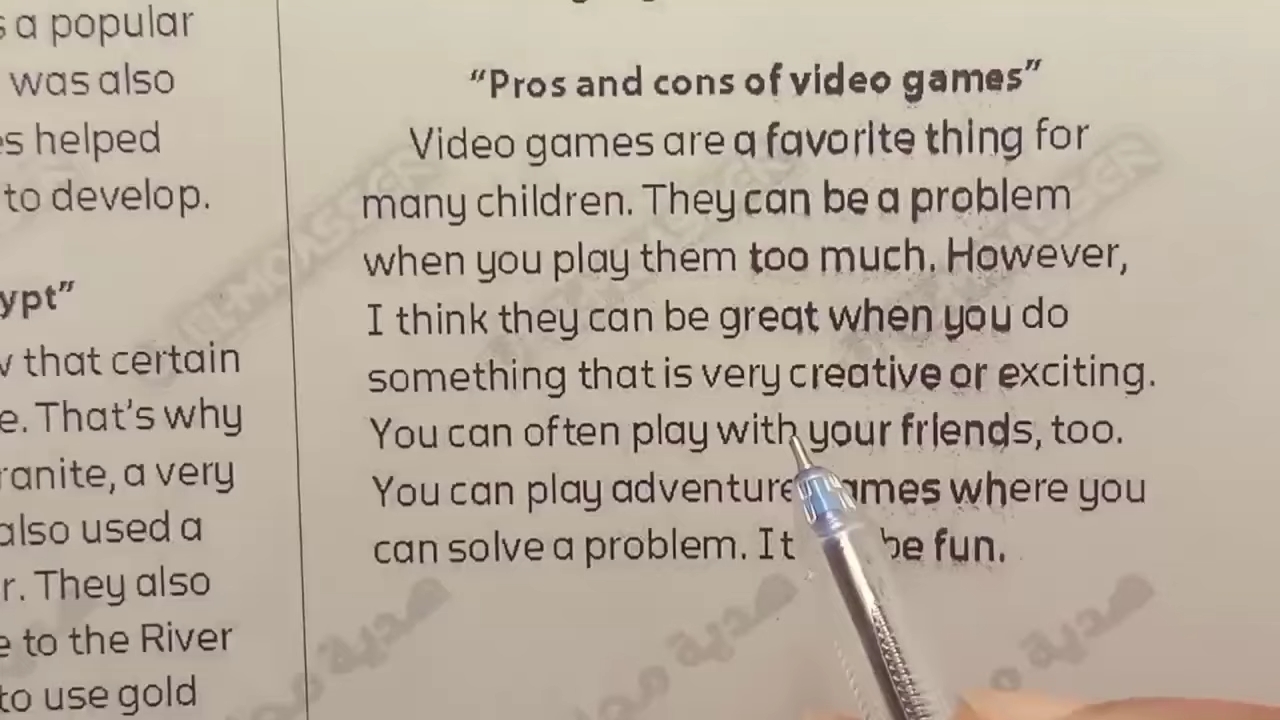 s a popular
was also
es helped
to develop.
ypt”
w that certain
e. That’s why
ranite, a very
also used a
r. They also
e to the River
to use gold
“Pros and cons of video games”
Video games are a favorite thing for
many children. They can be a problem
when you play them too much. However,
I think they can be great when you do
something that is very creative or exciting.
You can often play with your friends, too.
You can play adventure games where you
can solve a problem. It be fun.